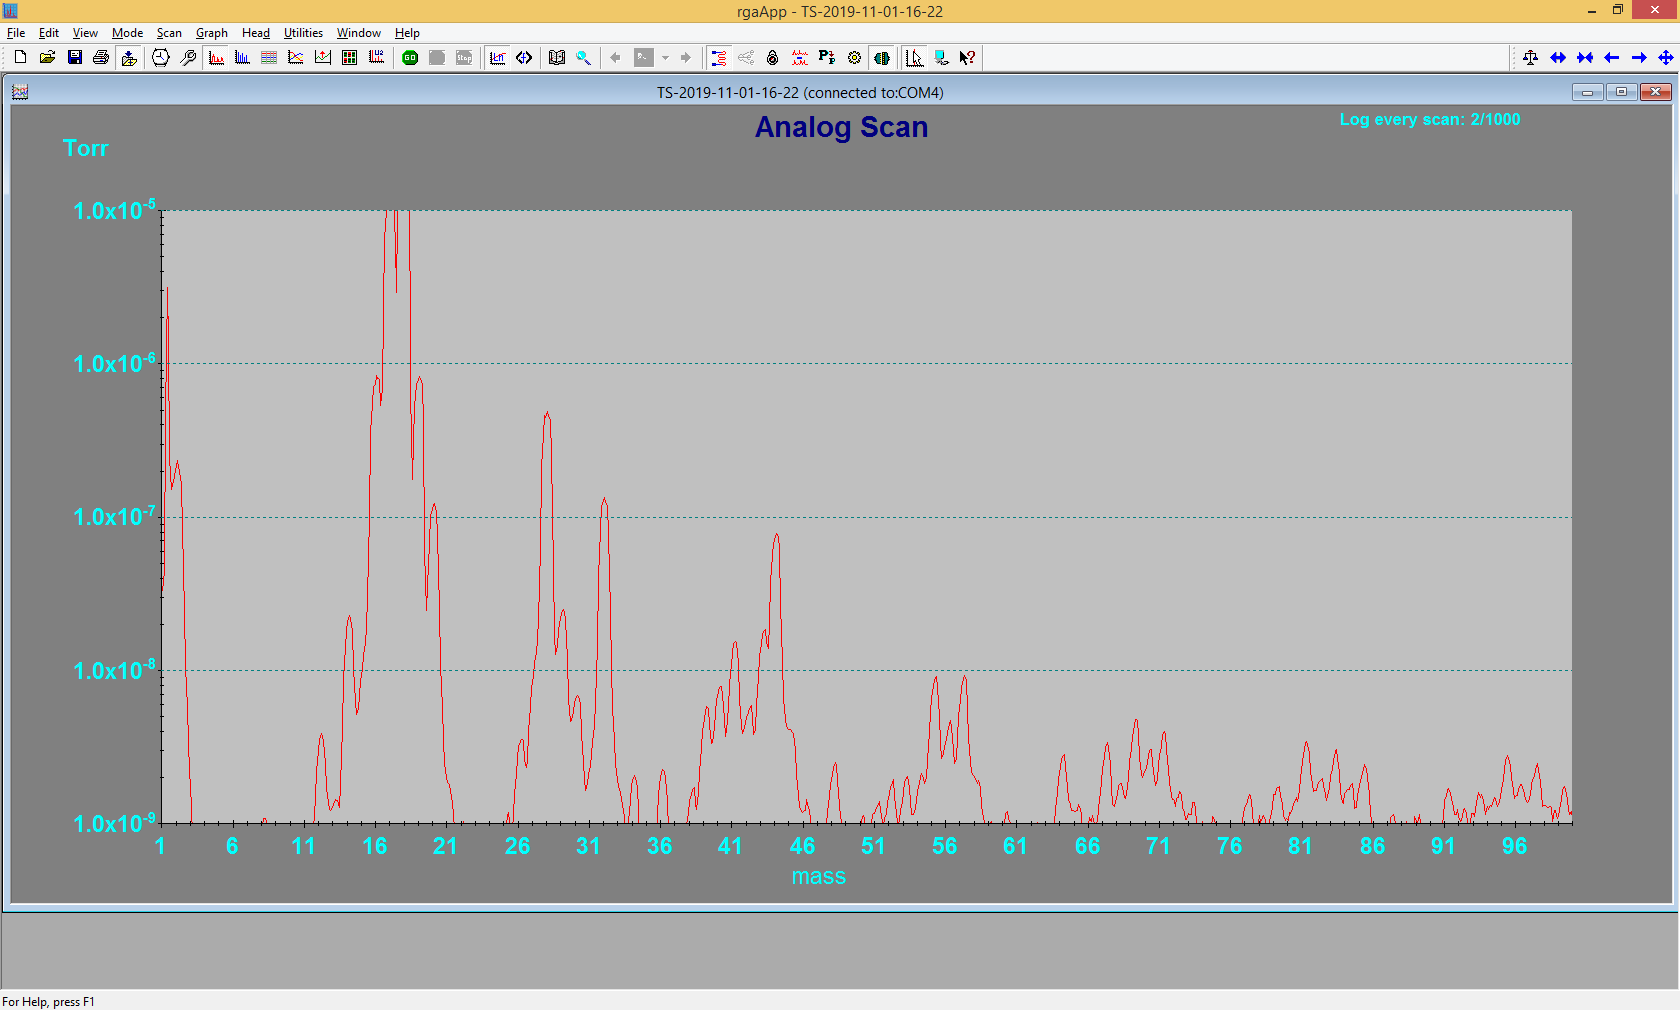 rgaApp - TS-2019-11-01-16-22
File Edit View Mode Scan Graph Head Utilities Window Help
GO Stop
TS-2019-11-01-16-22 (connected to:COM4)
Analog Scan
Log every scan: 2/1000
Torr
1.0x10^-5
1.0x10^-6
1.0x10^-7
1.0x10^-8
1.0x10^-9
1 6 11 16 21 26 31 36 41 46 51 56 61 66 71 76 81 86 91 96
mass
For Help, press F1